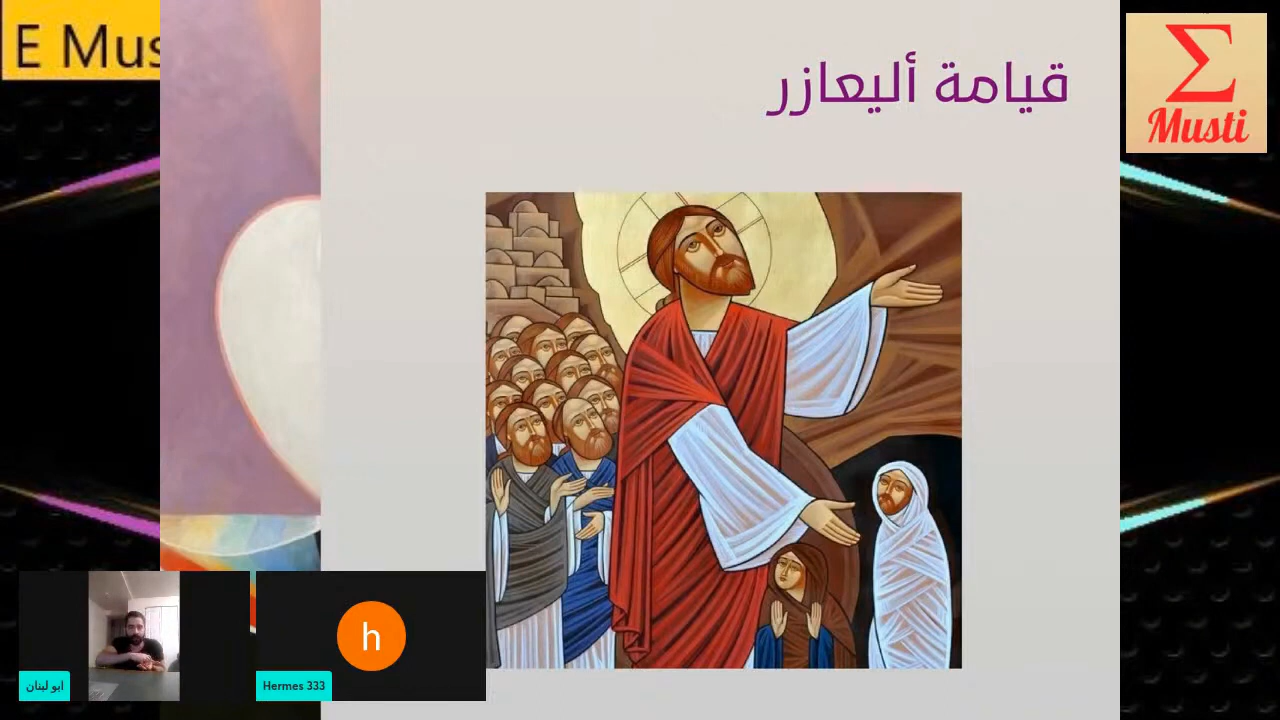 E Mus
قيامة أليعازر
Σ
Musti
ابو لبنان
h
Hermes 333